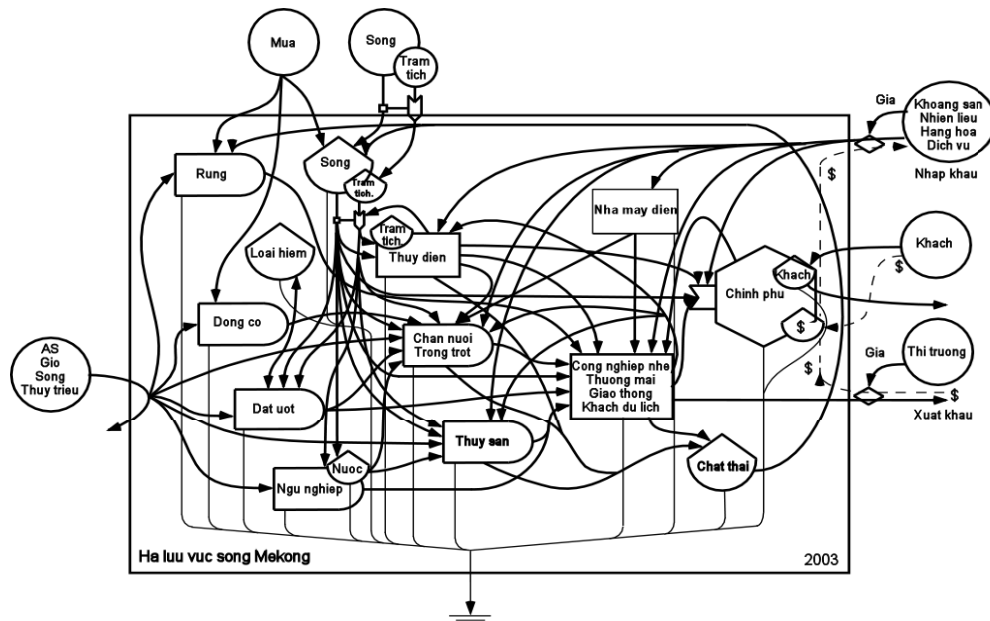 Mua
Song
Tram
tich
Gia
Khoang san
Nhien lieu
Hang hoa
Dich vu
Nhap khau
$
Rung
Song
Tram
tich.
Nha may dien
Loai hiem
Tram
tich.
Thuy dien
Khach
$
Khach
Chinh phu
$
AS
Gio
Song
Thuy trieu
Dong co
Chan nuoi
Trong trot
Cong nghiep nhe
Thuong mai
Giao thong
Khach du lich
$
Gia
Thi truong
$
Xuat khau
Dat uot
Thuy san
Nuoc
Ngu nghiep
Chat thai
Ha luu vuc song Mekong
2003